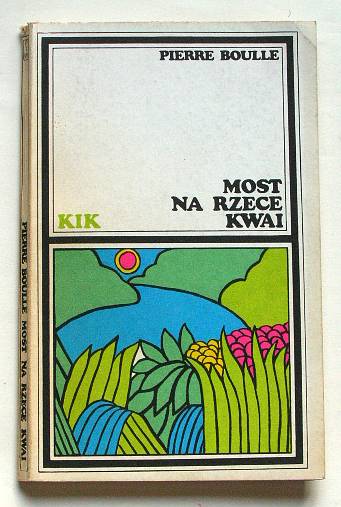 PIERRE BOULLE
MOST
NA RZECE
KWAI
KIK
PIERRE BOULLE MOST NA RZECE KWAI